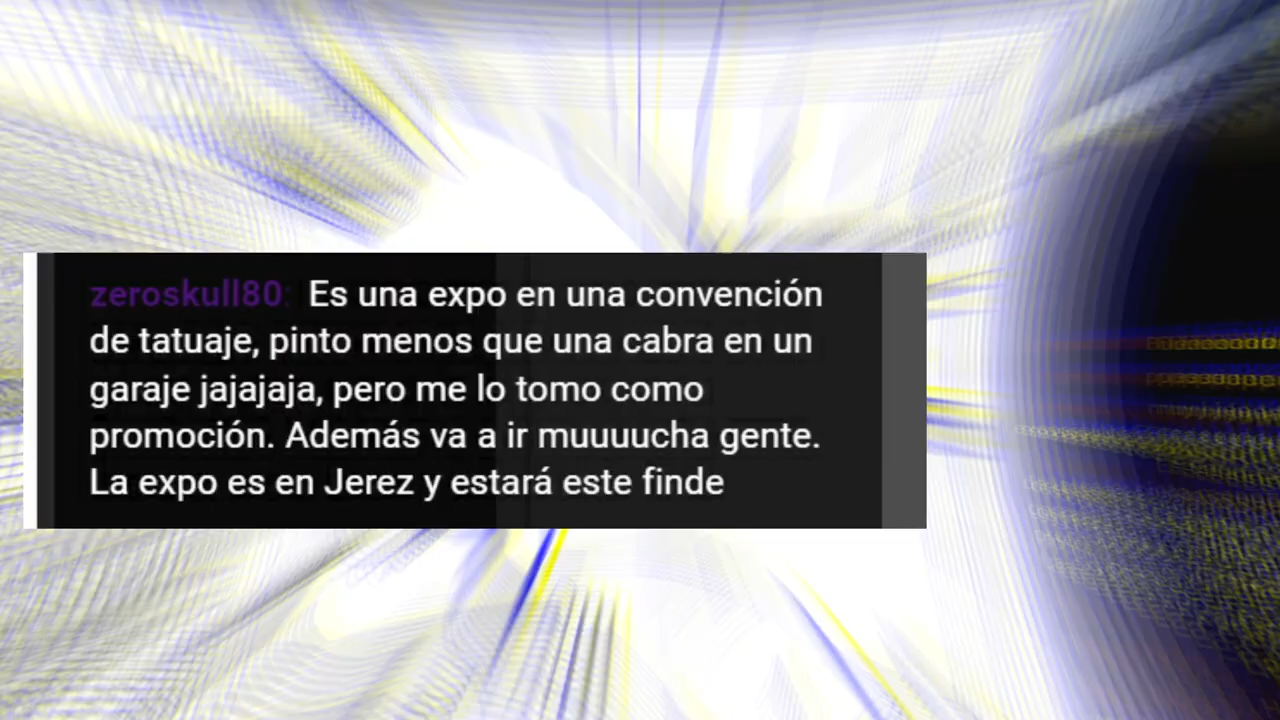 zeroskull80: Es una expo en una convención
de tatuaje, pinto menos que una cabra en un
garaje jajajaja, pero me lo tomo como
promoción. Además va a ir muuuucha gente.
La expo es en Jerez y estará este finde